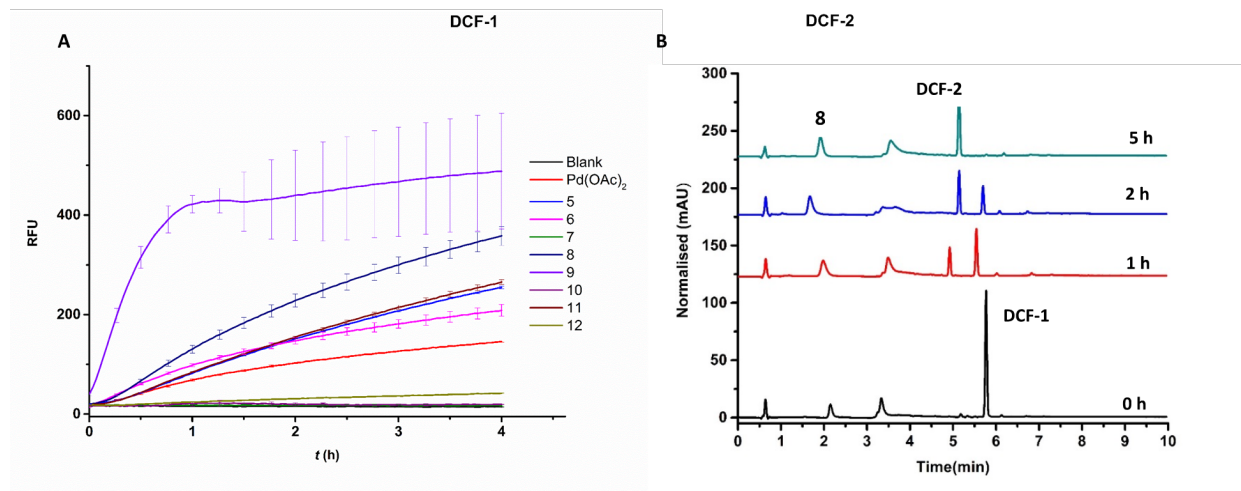 DCF-1
DCF-2
A
RFU
600
400
200
0
0
1
2
3
4
t (h)
Blank
Pd(OAc)2
5
6
7
8
9
10
11
12
B
Normalised (mAU)
300
250
200
150
100
50
0
DCF-2
8
5 h
2 h
1 h
DCF-1
0 h
0 1 2 3 4 5 6 7 8 9 10
Time(min)